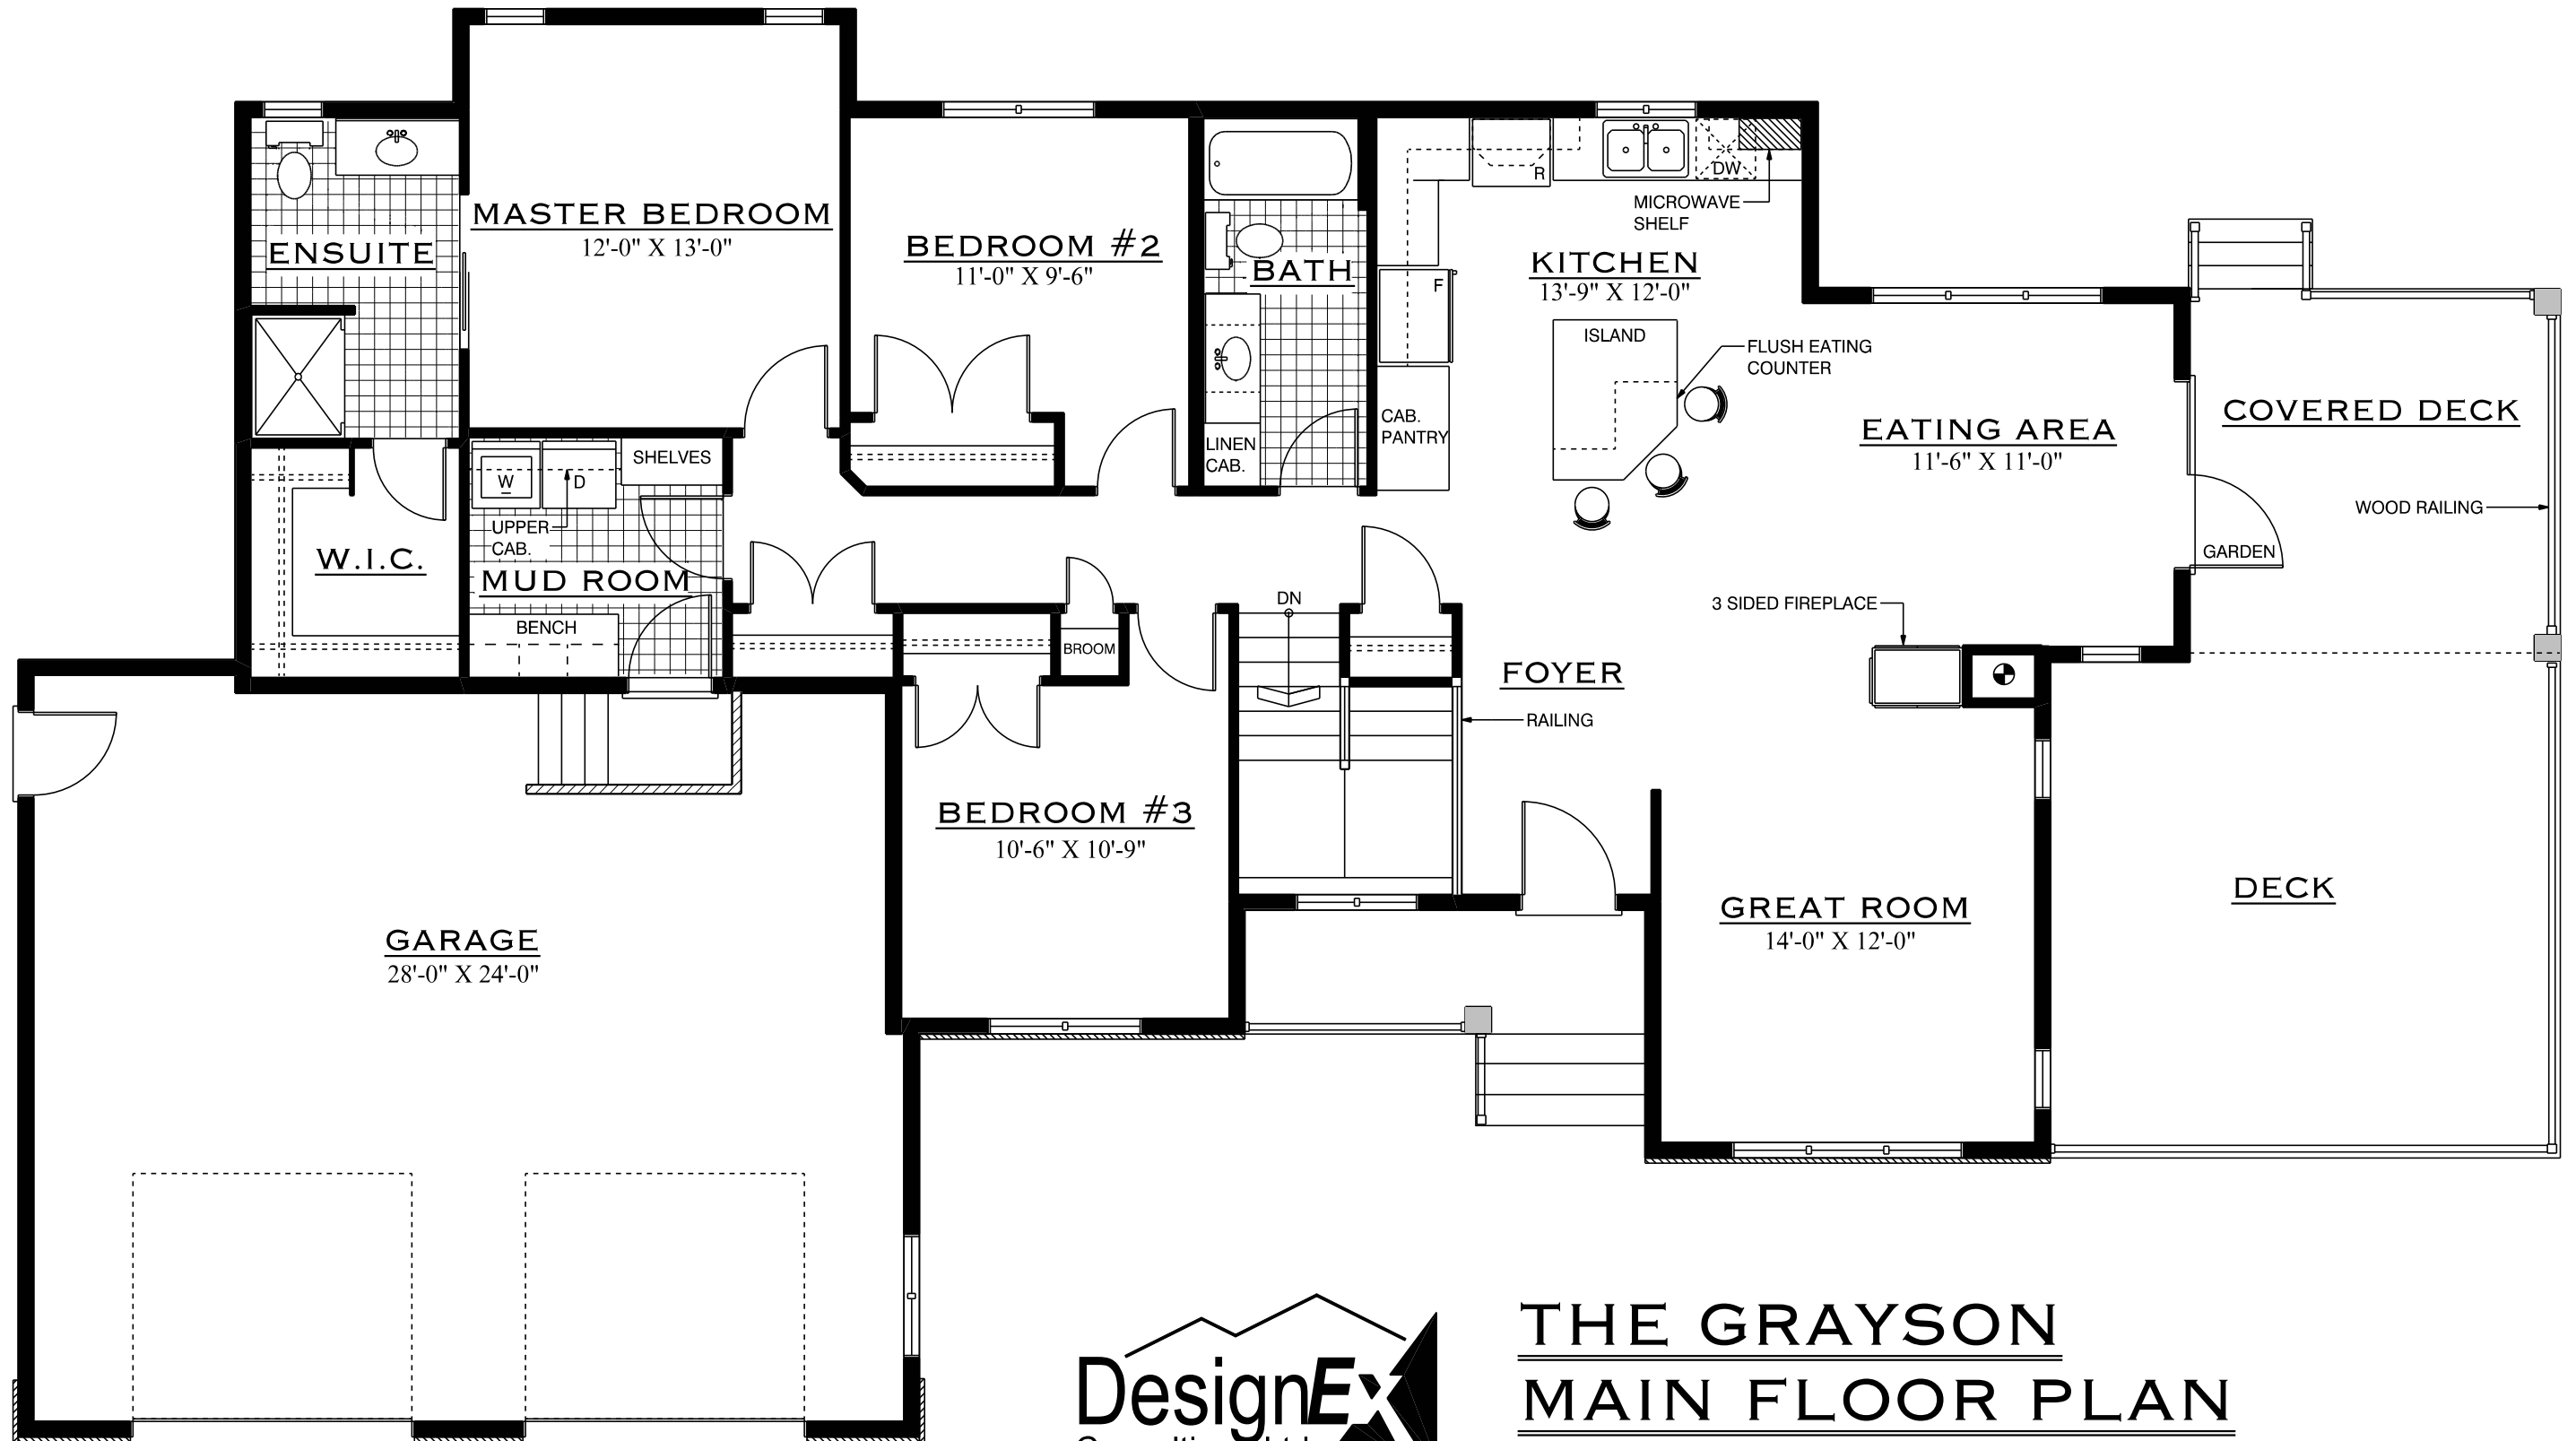 MASTER BEDROOM
12'-0" X 13'-0"
ENSUITE
BEDROOM #2
11'-0" X 9'-6"
BATH
LINEN
CAB.
R
DW
MICROWAVE
SHELF
KITCHEN
13'-9" X 12'-0"
F
ISLAND
FLUSH EATING
COUNTER
CAB.
PANTRY
EATING AREA
11'-6" X 11'-0"
COVERED DECK
WOOD RAILING
GARDEN
W
D
SHELVES
UPPER
CAB.
W.I.C.
MUD ROOM
BENCH
BROOM
DN
3 SIDED FIREPLACE
FOYER
RAILING
BEDROOM #3
10'-6" X 10'-9"
DECK
GREAT ROOM
14'-0" X 12'-0"
GARAGE
28'-0" X 24'-0"
DesignEx
THE GRAYSON
MAIN FLOOR PLAN